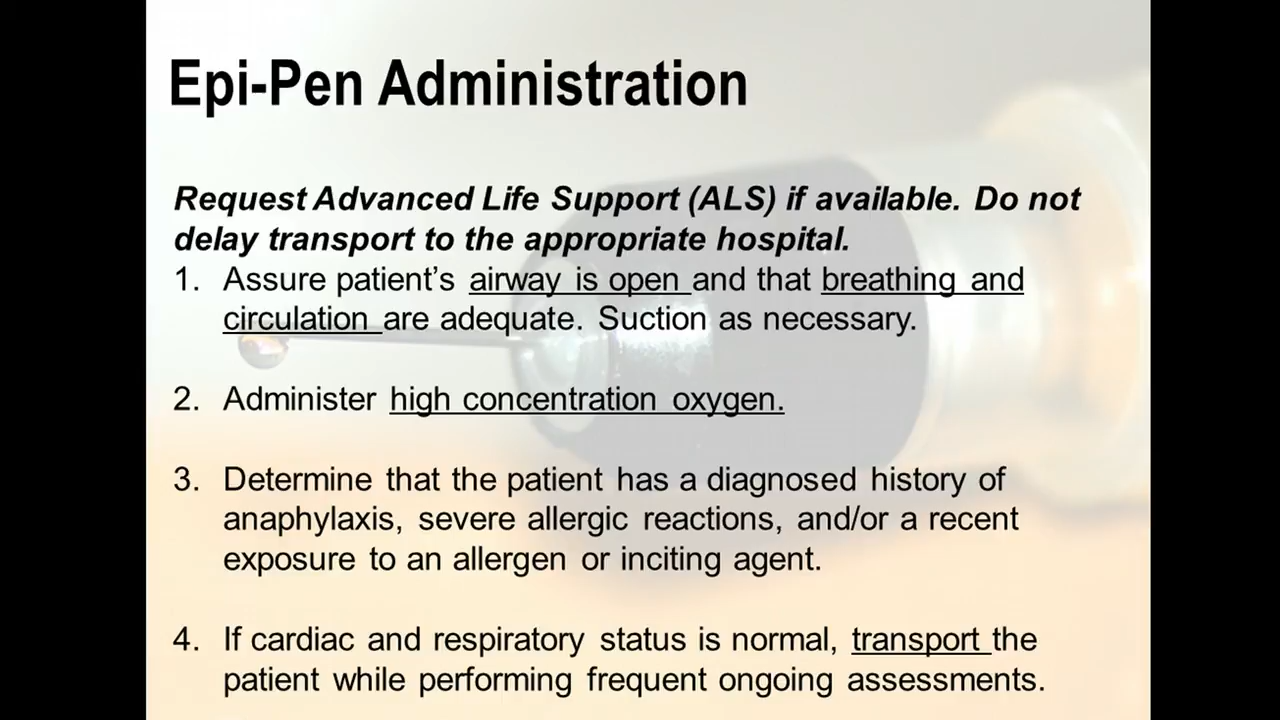 Epi-Pen Administration
Request Advanced Life Support (ALS) if available. Do not
delay transport to the appropriate hospital.
1. Assure patient’s airway is open and that breathing and
circulation are adequate. Suction as necessary.
2. Administer high concentration oxygen.
3. Determine that the patient has a diagnosed history of
anaphylaxis, severe allergic reactions, and/or a recent
exposure to an allergen or inciting agent.
4. If cardiac and respiratory status is normal, transport the
patient while performing frequent ongoing assessments.